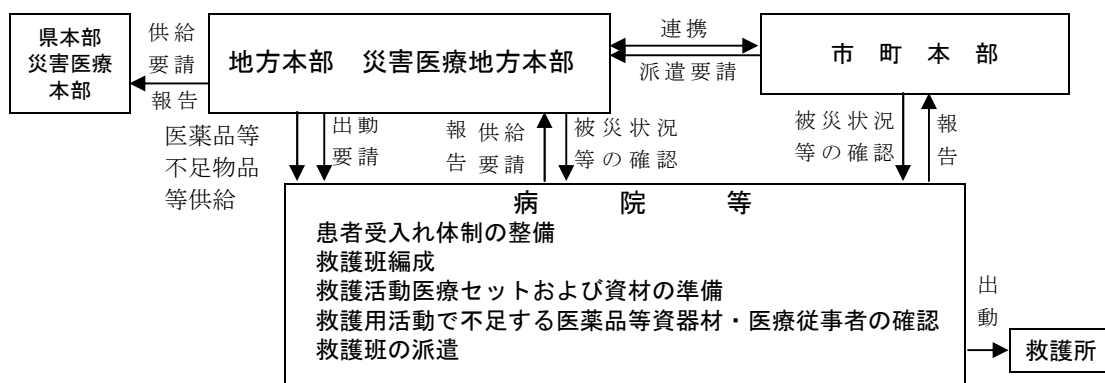 県本部
災害医療
本部
供給
要請
報告
地方本部　災害医療地方本部
連携
派遣要請
市　町　本　部
医薬品等
不足物品
等供給
出動
要請
報告
供給
要請
被災状況
等の確認
被災状況
等の確認
報告
病　院　等
患者受入れ体制の整備
救護班編成
救護活動医療セットおよび資材の準備
救護用活動で不足する医薬品等資器材・医療従事者の確認
救護班の派遣
出動
救護所